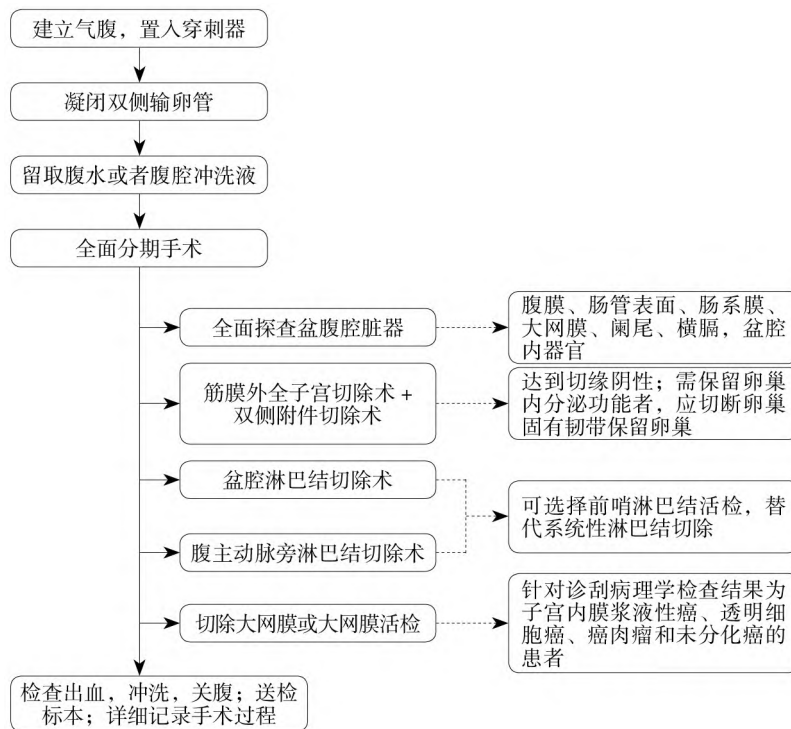 建立气腹，置入穿刺器
凝闭双侧输卵管
留取腹水或者腹腔冲洗液
全面分期手术
全面探查盆腹腔脏器
腹膜、肠管表面、肠系膜、
大网膜、阑尾、横膈，盆腔
内器官
筋膜外全子宫切除术 +
双侧附件切除术
达到切缘阴性；需保留卵巢
内分泌功能者，应切断卵巢
固有韧带保留卵巢
盆腔淋巴结切除术
腹主动脉旁淋巴结切除术
可选择前哨淋巴结活检，替
代系统性淋巴结切除
切除大网膜或大网膜活检
针对诊刮病理学检查结果为
子宫内膜浆液性癌、透明细
胞癌、癌肉瘤和未分化癌的
患者
检查出血，冲洗，关腹；送检
标本；详细记录手术过程